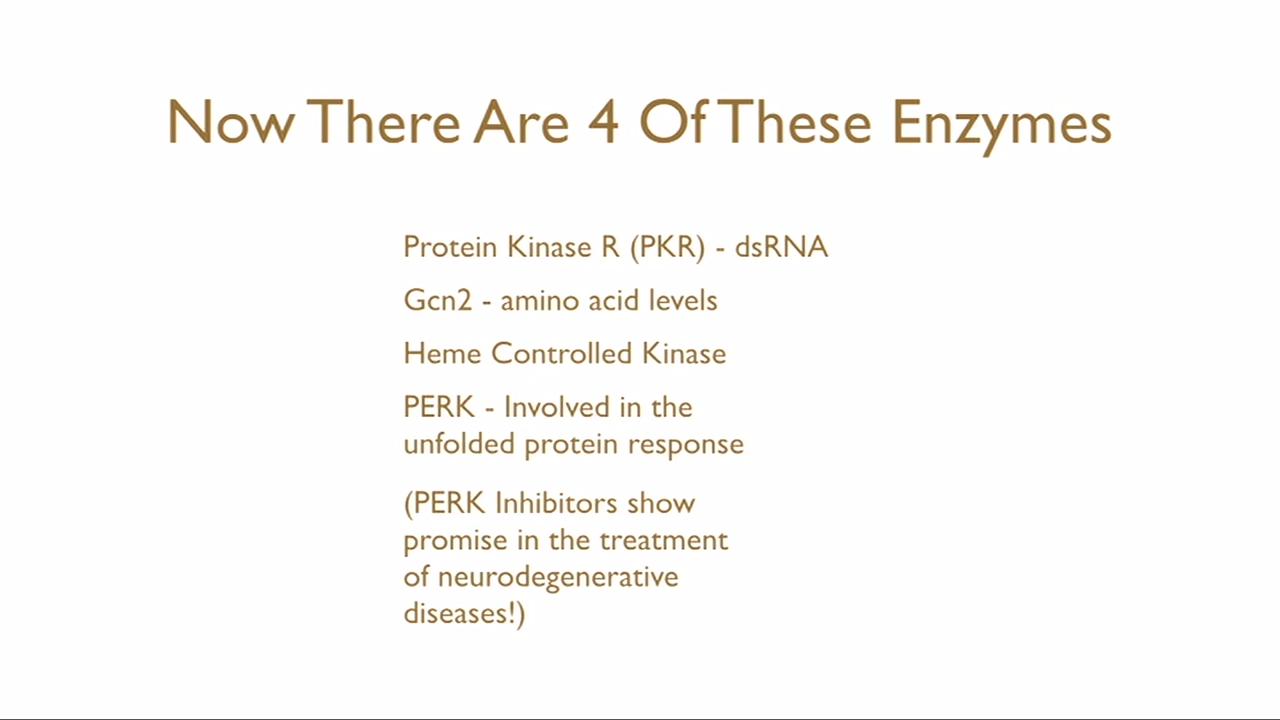 Now There Are 4 Of These Enzymes
Protein Kinase R (PKR) - dsRNA
Gcn2 - amino acid levels
Heme Controlled Kinase
PERK - Involved in the
unfolded protein response
(PERK Inhibitors show
promise in the treatment
of neurodegenerative
diseases!)